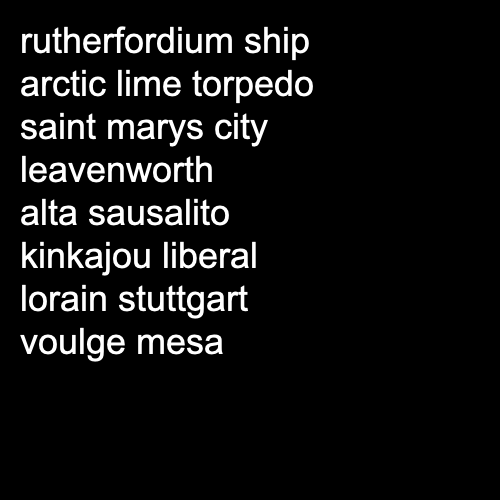 rutherfordium ship
arctic lime torpedo
saint marys city
leavenworth
alta sausalito
kinkajou liberal
lorain stuttgart
voulge mesa